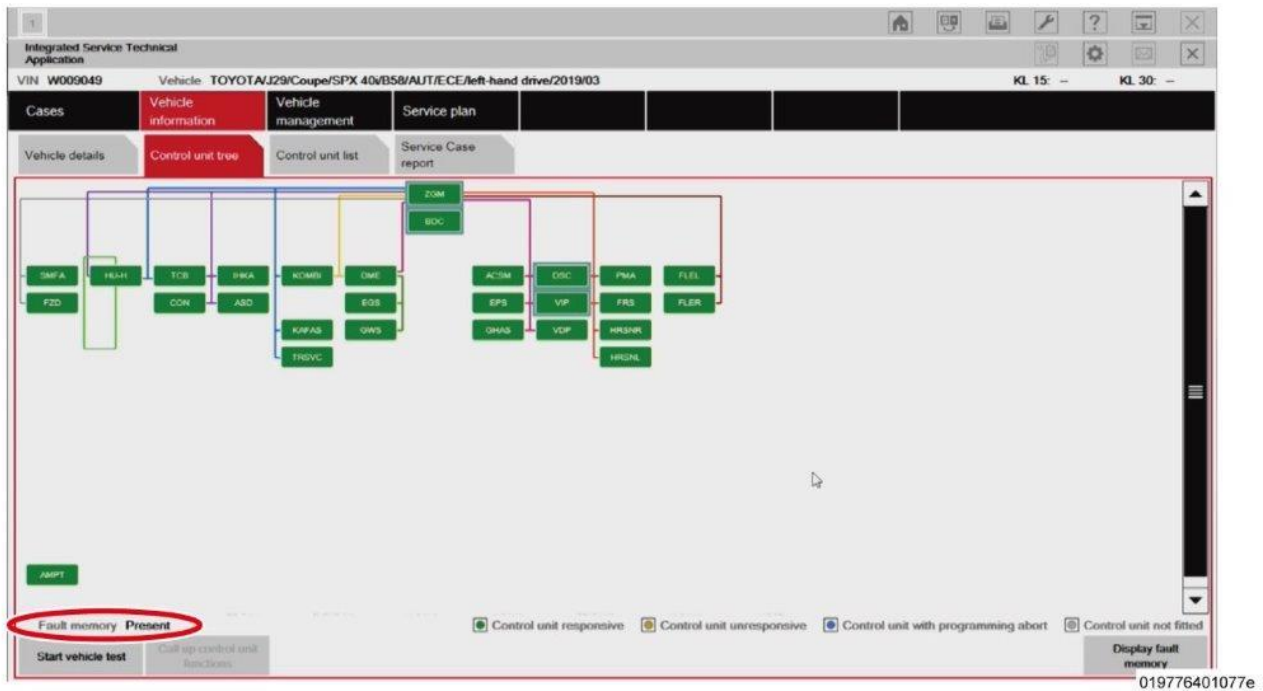 1
?
Integrated Service Technical
Application
VIN W009049 Vehicle TOYOTA/J29/Coupe/SPX 40i/B58/AUT/ECE/left-hand drive/2019/03 KL 15: – KL 30: –
Cases Vehicle information Vehicle management Service plan
Vehicle details Control unit tree Control unit list Service Case report
ZGM
BDC
SMFA HU-H TCB IHKA KOMBI DME ACSM DSC PMA FLEL
FZD CON ASD EGS EPS VIP FRS FLER
KAFAS GWS GHAS VDP HRSNR
TRSVC HRSNL
AMPT
Fault memory Present Control unit responsive Control unit unresponsive Control unit with programming abort Control unit not fitted
Start vehicle test Call up control unit functions Display fault memory
019776401077e